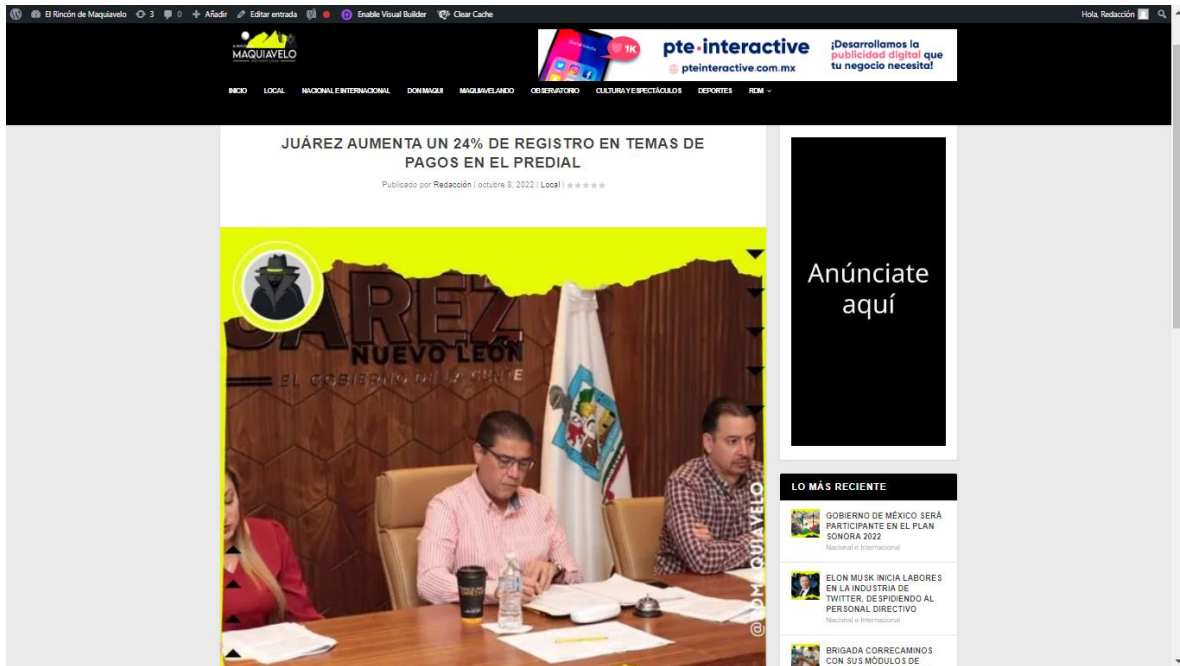 El Rincón de Maquiavelo 3 0 + Añadir Editar entrada Enable Visual Builder Clear Cache Hola, Redacción
MAQUIAVELO
1K
pte·interactive
pteinteractive.com.mx
¡Desarrollamos la
publicidad digital que
tu negocio necesita!
INICIO LOCAL NACIONAL E INTERNACIONAL DON MAQUI MAQUIAVELANDO OBSERVATORIO CULTURA Y ESPECTÁCULOS DEPORTES RDM
JUÁREZ AUMENTA UN 24% DE REGISTRO EN TEMAS DE
PAGOS EN EL PREDIAL
Publicado por Redacción | octubre 8, 2022 | Local |
UAREZ
NUEVO LEÓN
EL GOBIERNO DE LA GENTE
@DMAQUIAVELO
Anúnciate
aquí
LO MÁS RECIENTE
GOBIERNO DE MÉXICO SERÁ
PARTICIPANTE EN EL PLAN
SONORA 2022
Nacional e Internacional
ELON MUSK INICIA LABORES
EN LA INDUSTRIA DE
TWITTER, DESPIDIENDO AL
PERSONAL DIRECTIVO
Nacional e Internacional
BRIGADA CORRECAMINOS
CON SUS MÓDULOS DE